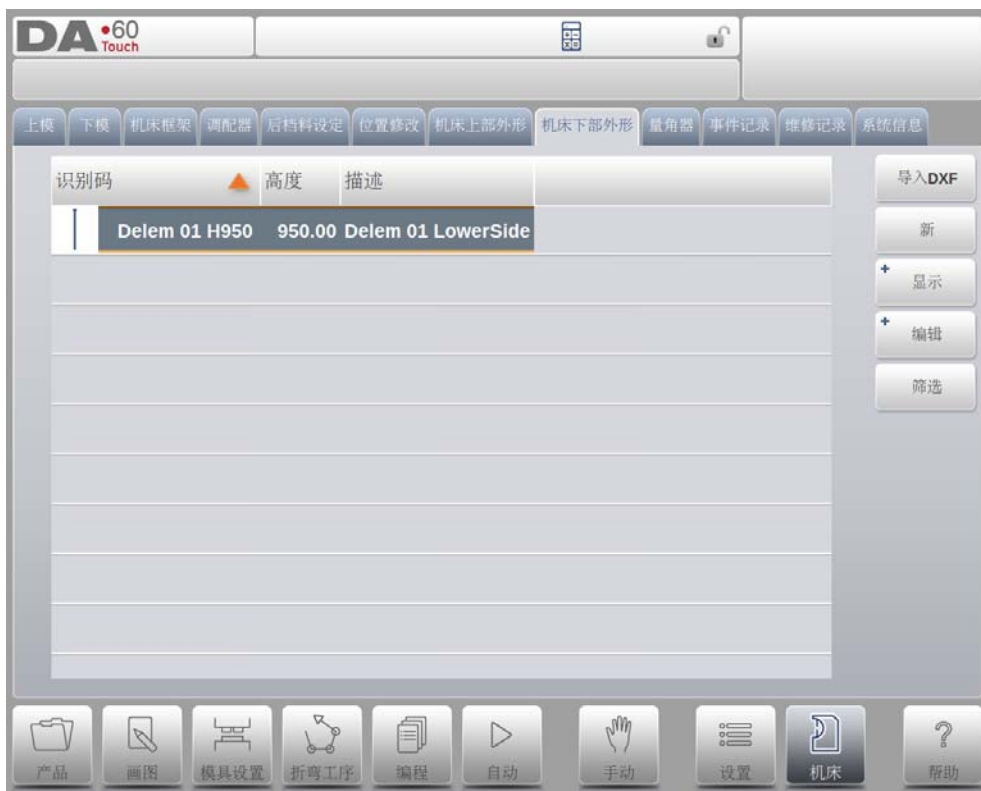 DA 60
Touch
上模 下模 机床框架 调配器 后档料设定 位置修改 机床上部外形 机床下部外形 量角器 事件记录 维修记录 系统信息
识别码 高度 描述
Delem 01 H950 950.00 Delem 01 LowerSide
导入DXF
新
显示
编辑
筛选
产品 画图 模具设置 折弯工序 编程 自动 手动 设置 机床 帮助